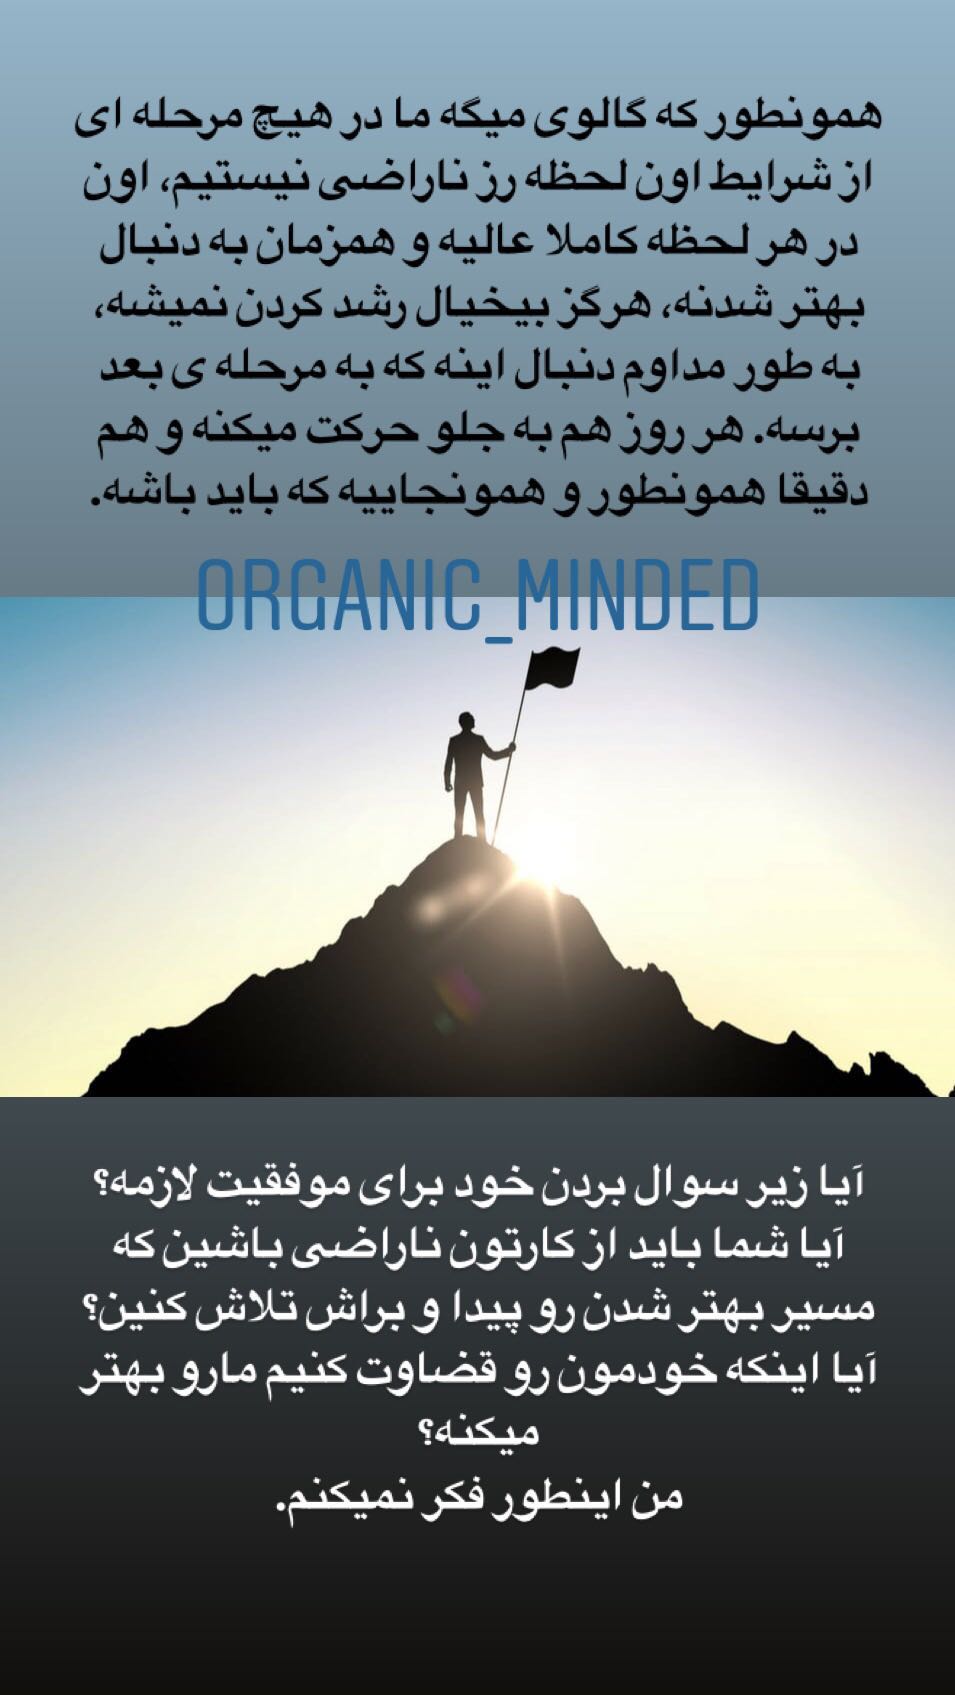 همونطور که گالوی میگه ما در هیچ مرحله ای
از شرایط اون لحظه رز ناراضی نیستیم، اون
در هر لحظه کاملا عالیه و همزمان به دنبال
بهتر شدنه، هرگز بیخیال رشد کردن نمیشه،
به طور مداوم دنبال اینه که به مرحله ی بعد
برسه. هر روز هم به جلو حرکت میکنه و هم
دقیقا همونطور و همونجاییه که باید باشه.
ORGANIC_MINDED
آیا زیر سوال بردن خود برای موفقیت لازمه؟
آیا شما باید از کارتون ناراضی باشین که
مسیر بهتر شدن رو پیدا و براش تلاش کنین؟
آیا اینکه خودمون رو قضاوت کنیم مارو بهتر
میکنه؟
من اینطور فکر نمیکنم.